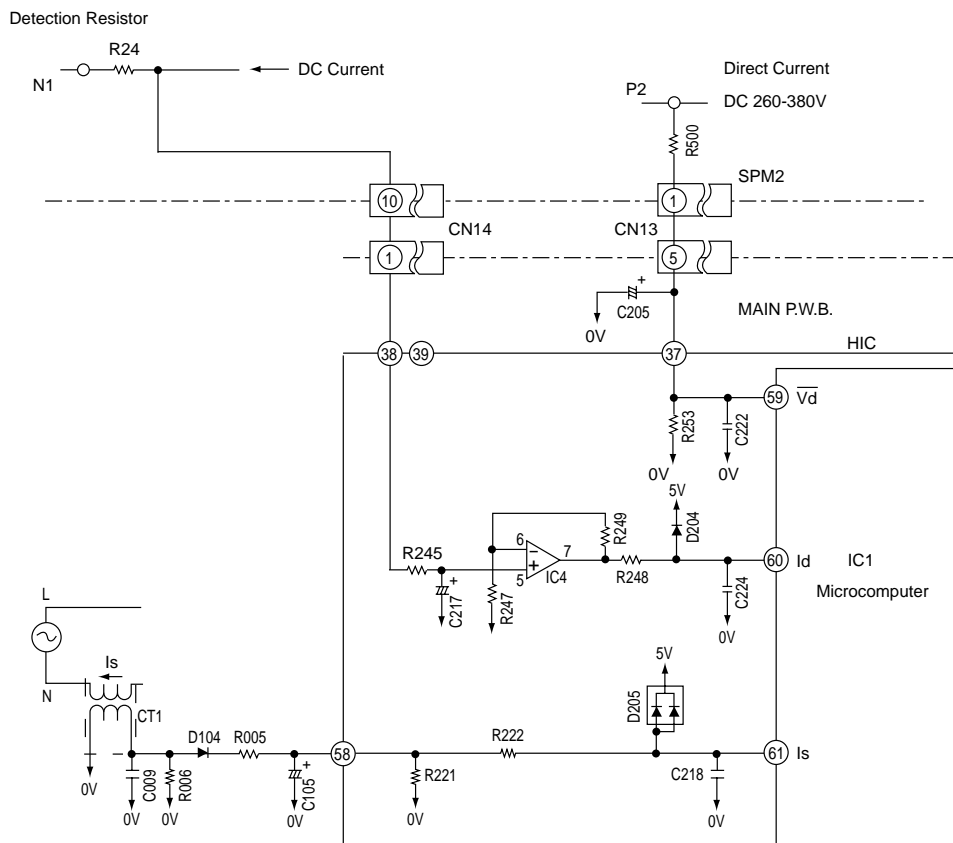 Detection Resistor
R24
N1
DC Current
Direct Current
P2
DC 260-380V
R500
SPM2
10
1
CN14
CN13
1
5
+
C205
0V
MAIN P.W.B.
38
39
37
HIC
59
Vd
R253
C222
0V
0V
5V
D204
R249
6
−
7
+
5
IC4
R245
R248
60
Id
IC1
Microcomputer
+
C217
R247
C224
0V
L
N
Is
CT1
5V
D205
D104
R005
58
R222
61
Is
0V
C009
R006
+
C105
R221
C218
0V
0V
0V
0V
0V